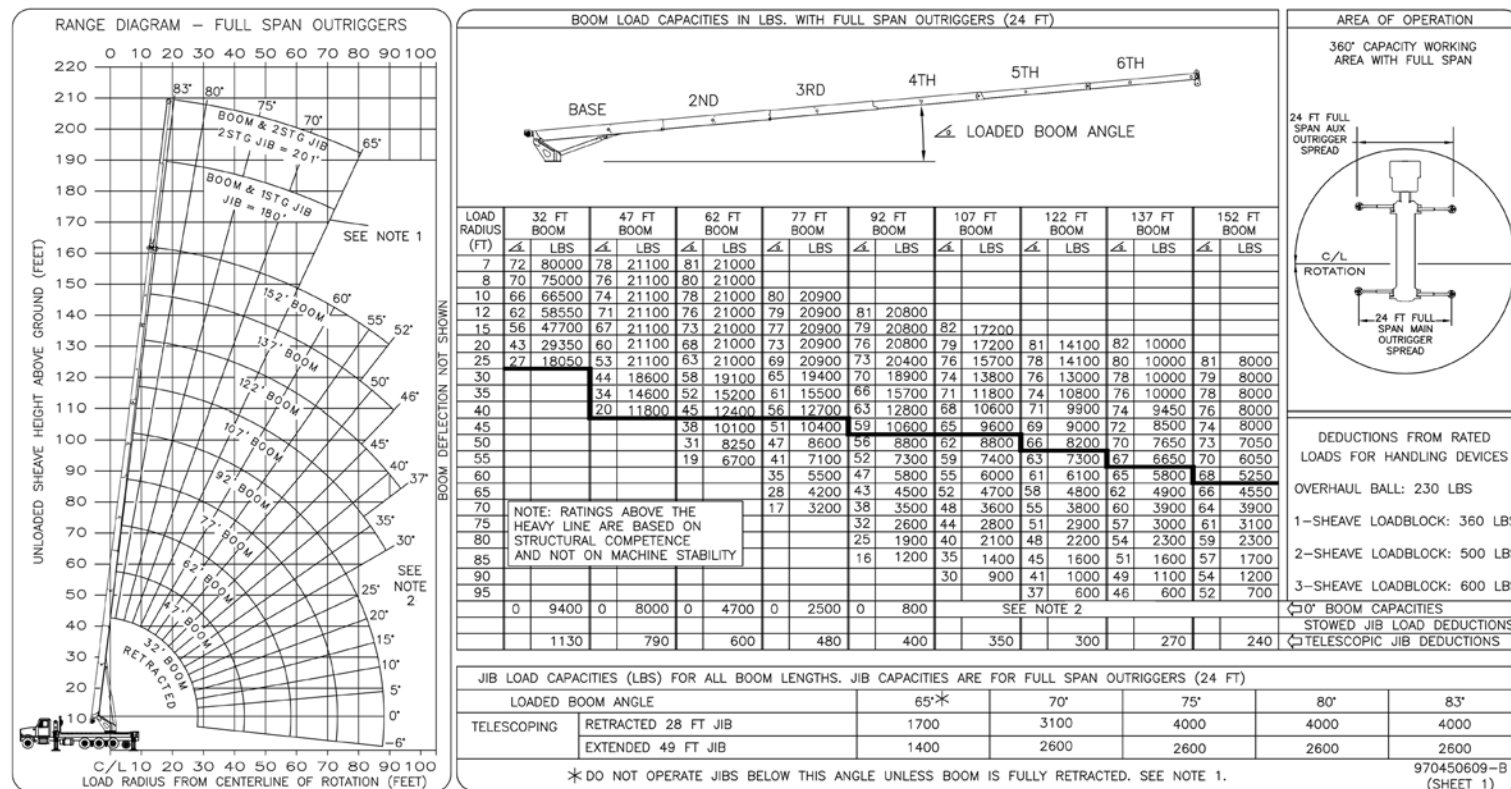 RANGE DIAGRAM – FULL SPAN OUTRIGGERS
0 10 20 30 40 50 60 70 80 90 100
220
210
200
190
180
170
160
150
140
130
120
110
100
90
80
70
60
50
40
30
20
10
UNLOADED SHEAVE HEIGHT ABOVE GROUND (FEET)
83° 80° 75° 70° 65°
BOOM & 2STG JIB
2STG JIB = 201'
BOOM & 1STG JIB
JIB = 180'
SEE NOTE 1
60°
55°
52°
50°
46°
45°
40°
37°
35°
30°
SEE
NOTE
2
25°
20°
15°
10°
5°
0°
-6°
152' BOOM
137' BOOM
122' BOOM
107' BOOM
92' BOOM
77' BOOM
62' BOOM
47' BOOM
32' BOOM
RETRACTED
BOOM DEFLECTION NOT SHOWN
C/L 10 20 30 40 50 60 70 80 90 100
LOAD RADIUS FROM CENTERLINE OF ROTATION (FEET)
BOOM LOAD CAPACITIES IN LBS. WITH FULL SPAN OUTRIGGERS (24 FT)
BASE 2ND 3RD 4TH 5TH 6TH
LOADED BOOM ANGLE
LOAD RADIUS (FT) 32 FT BOOM 47 FT BOOM 62 FT BOOM 77 FT BOOM 92 FT BOOM 107 FT BOOM 122 FT BOOM 137 FT BOOM 152 FT BOOM
LBS LBS LBS LBS LBS LBS LBS LBS LBS
7 72 80000 78 21100 81 21000
8 70 75000 76 21100 80 21000
10 66 66500 74 21100 78 21000 80 20900
12 62 58550 71 21100 76 21000 79 20900 81 20800
15 56 47700 67 21100 73 21000 77 20900 79 20800 82 17200
20 43 29350 60 21100 68 21000 73 20900 76 20800 79 17200 81 14100 82 10000
25 27 18050 53 21100 63 21000 69 20900 73 20400 76 15700 78 14100 80 10000 81 8000
30 44 18600 58 19100 65 19400 70 18900 74 13800 76 13000 78 10000 79 8000
35 34 14600 52 15200 61 15500 66 15700 71 11800 74 10800 76 10000 78 8000
40 20 11800 45 12400 56 12700 63 12800 68 10600 71 9900 74 9450 76 8000
45 38 10100 51 10400 59 10600 65 9600 69 9000 72 8500 74 8000
50 31 8250 47 8600 56 8800 62 8800 66 8200 70 7650 73 7050
55 19 6700 41 7100 52 7300 59 7400 63 7300 67 6650 70 6050
60 35 5500 47 5800 55 6000 61 6100 65 5800 68 5250
65 28 4200 43 4500 52 4700 58 4800 62 4900 66 4550
70 17 3200 38 3500 48 3600 55 3800 60 3900 64 3900
75 32 2600 44 2800 51 2900 57 3000 61 3100
80 25 1900 40 2100 48 2200 54 2300 59 2300
85 16 1200 35 1400 45 1600 51 1600 57 1700
90 30 900 41 1000 49 1100 54 1200
95 37 600 46 600 52 700
NOTE: RATINGS ABOVE THE
HEAVY LINE ARE BASED ON
STRUCTURAL COMPETENCE
AND NOT ON MACHINE STABILITY
0 9400 0 8000 0 4700 0 2500 0 800 SEE NOTE 2 0° BOOM CAPACITIES
STOWED JIB LOAD DEDUCTIONS
1130 790 600 480 400 350 300 270 240 TELESCOPIC JIB DEDUCTIONS
AREA OF OPERATION
360° CAPACITY WORKING
AREA WITH FULL SPAN
24 FT FULL
SPAN AUX
OUTRIGGER
SPREAD
C/L
ROTATION
24 FT FULL
SPAN MAIN
OUTRIGGER
SPREAD
DEDUCTIONS FROM RATED
LOADS FOR HANDLING DEVICES
OVERHAUL BALL: 230 LBS
1–SHEAVE LOADBLOCK: 360 LBS
2–SHEAVE LOADBLOCK: 500 LBS
3–SHEAVE LOADBLOCK: 600 LBS
JIB LOAD CAPACITIES (LBS) FOR ALL BOOM LENGTHS. JIB CAPACITIES ARE FOR FULL SPAN OUTRIGGERS (24 FT)
LOADED BOOM ANGLE 65°* 70° 75° 80° 83°
TELESCOPING
RETRACTED 28 FT JIB 1700 3100 4000 4000 4000
EXTENDED 49 FT JIB 1400 2600 2600 2600 2600
* DO NOT OPERATE JIBS BELOW THIS ANGLE UNLESS BOOM IS FULLY RETRACTED. SEE NOTE 1.
970450609–B
(SHEET 1)